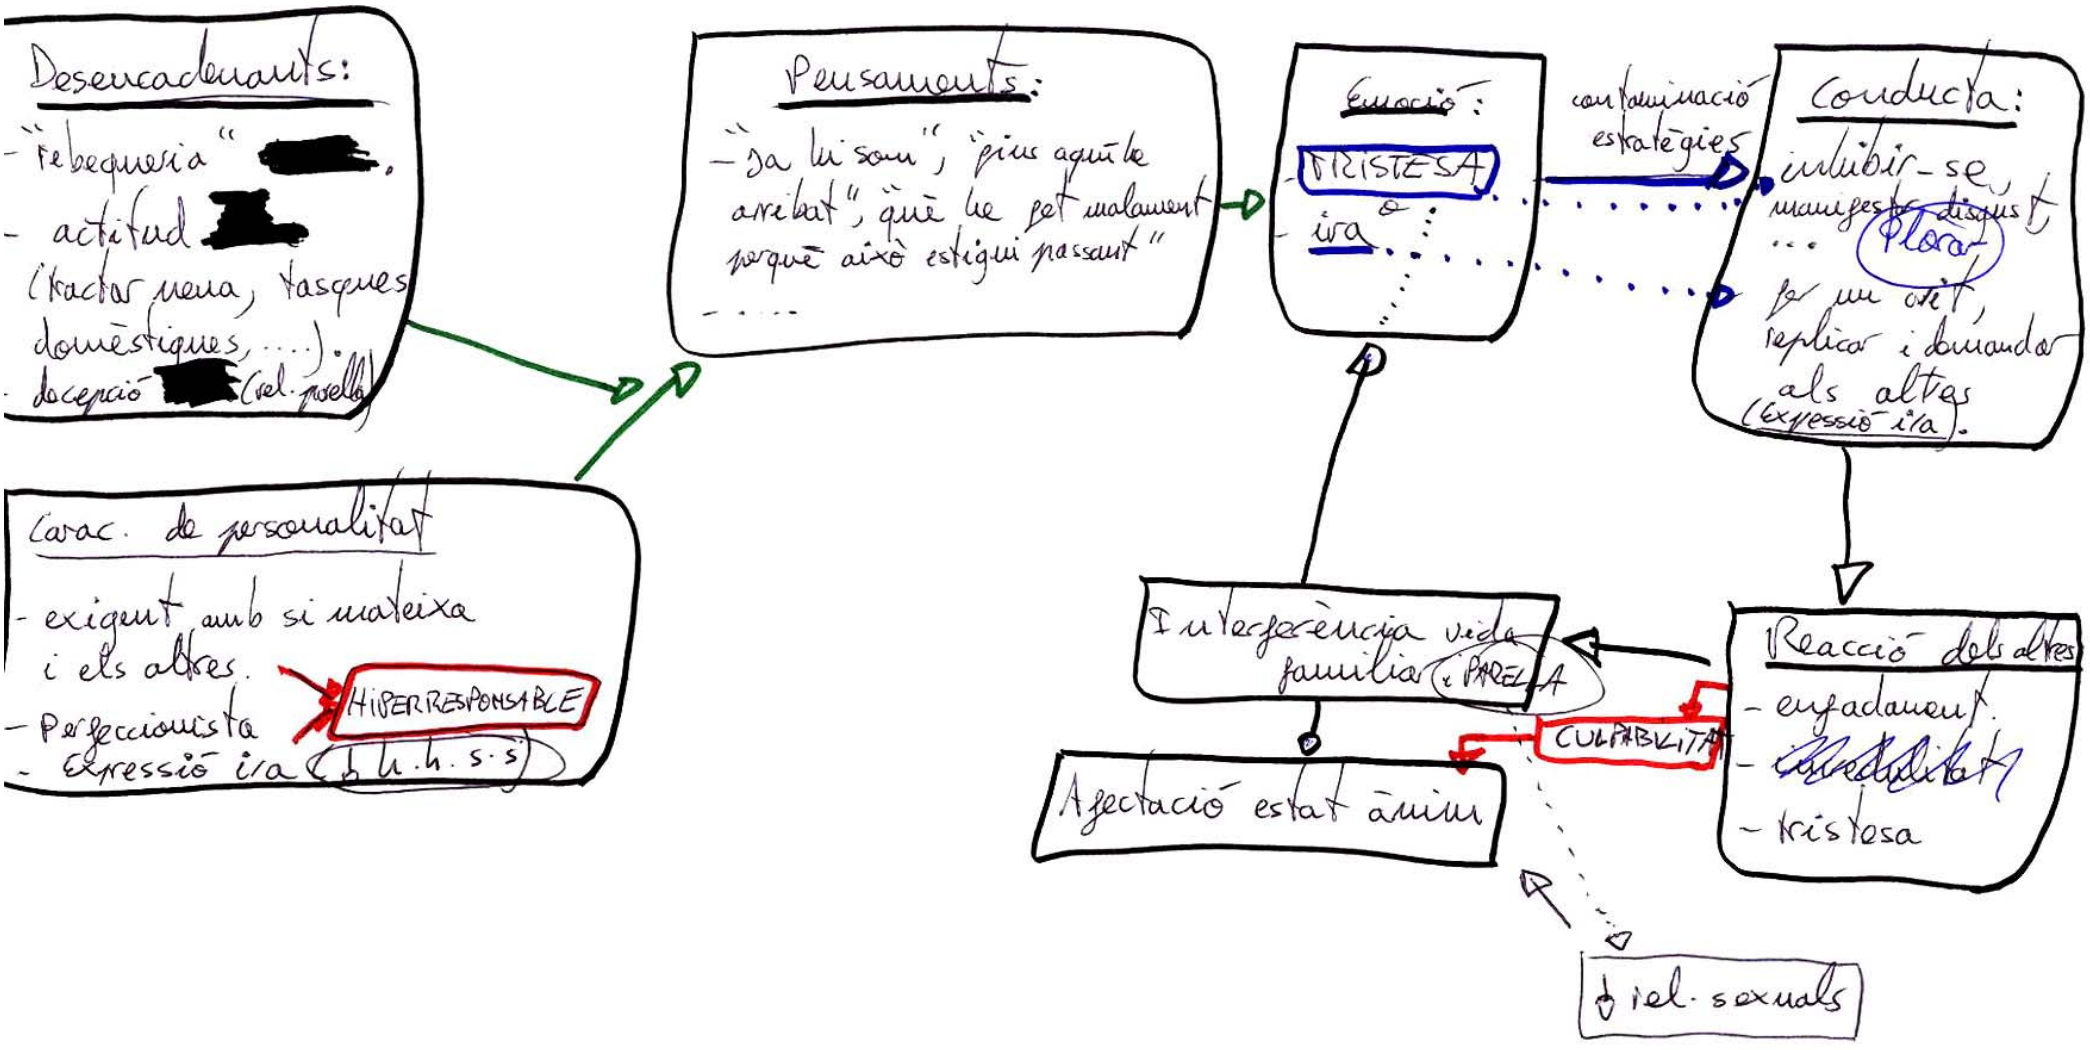 Desencadenants:
- "rebequeria"
- actitud
(tractar nena, tasques
domèstiques, ....).
- decepció (rel. parella)
Carac. de personalitat
- exigent amb si mateixa
i els altres.
HIPERRESPONSABLE
- Perfeccionista
- Expressió ira (↓ h.h. s.s)
Pensaments:
- "Ja hi som", "fins aquí he
arribat", "què he fet malament
perquè això estigui passant"
- .....
Emoció:
- TRISTESA
o
- ira
contaminació
estratègies
Conducta:
inhibir-se,
manifestar disgust,
... Plorar
fer un crit,
replicar i demandar
als altres
(Expressió ira).
Reacció dels altres
- enfadament.
- incredulitat
- tristesa
CULPABILITAT
Interferència vida
familiar i PARELLA
Afectació estat ànim
↓ rel. sexuals